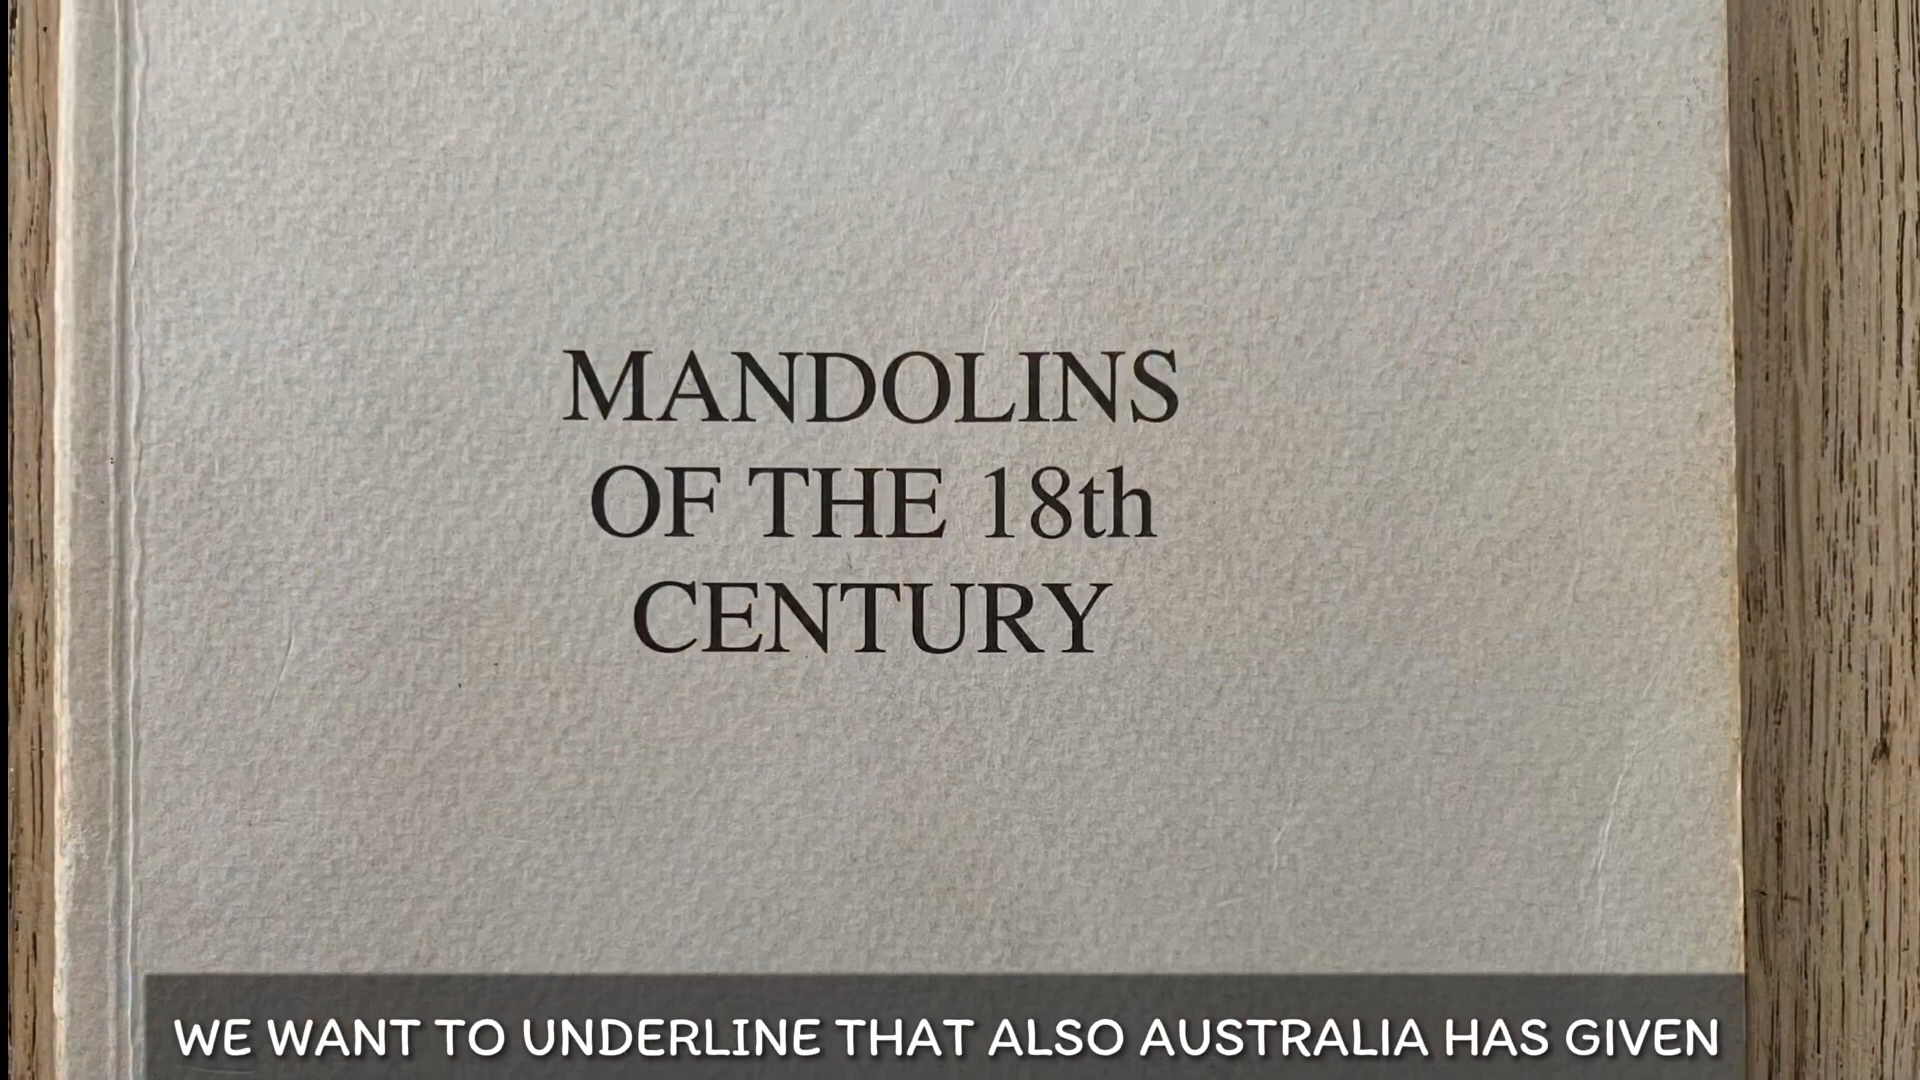 MANDOLINS
OF THE 18th
CENTURY
WE WANT TO UNDERLINE THAT ALSO AUSTRALIA HAS GIVEN